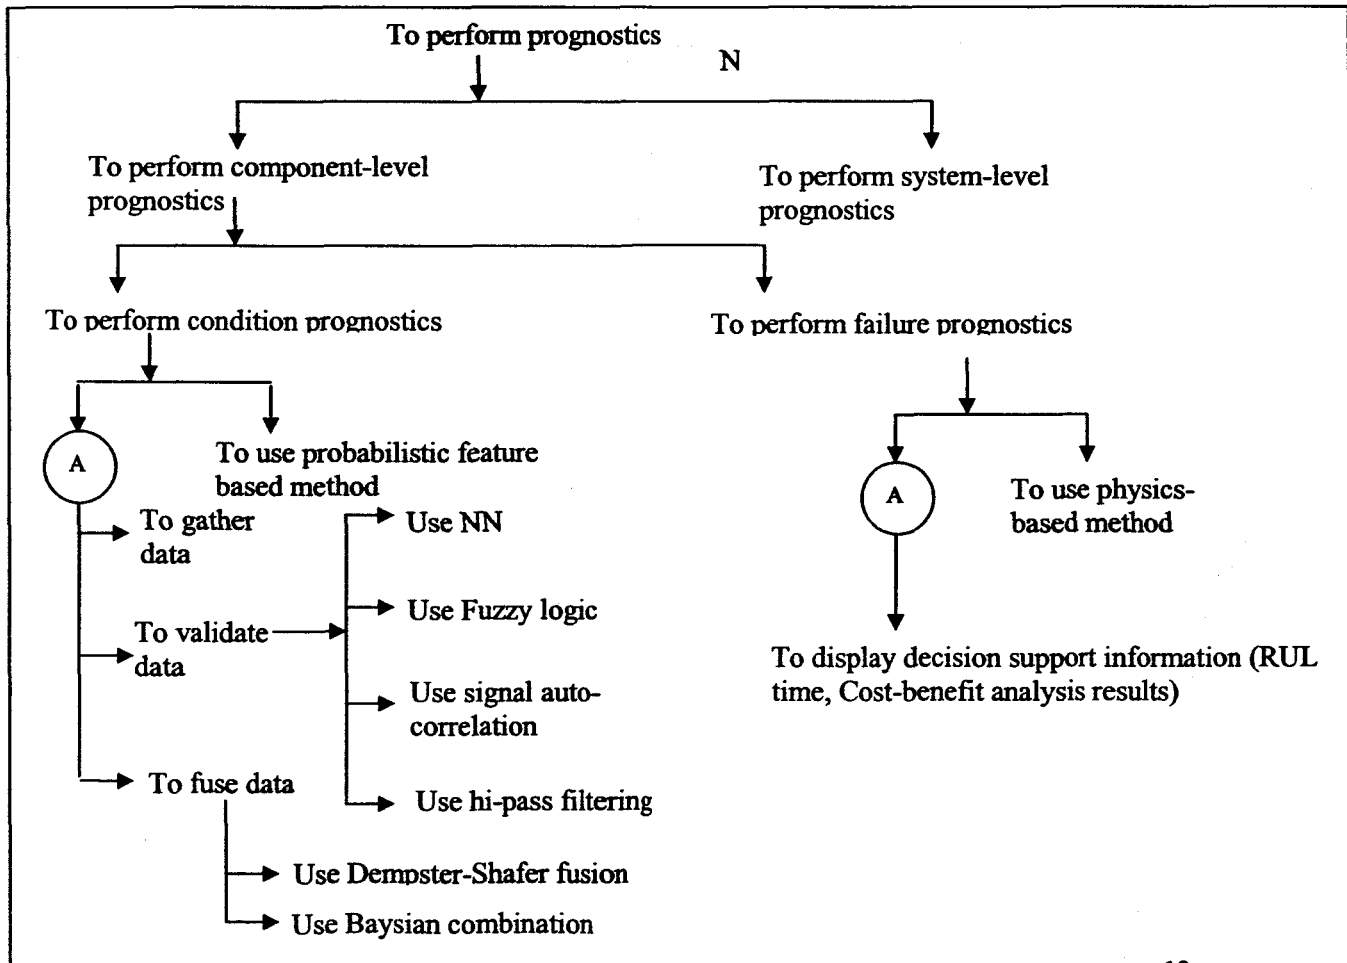 To perform prognostics
N
To perform component-level
prognostics
To perform system-level
prognostics
To perform condition prognostics
To perform failure prognostics
A
To use probabilistic feature
based method
A
To use physics-
based method
To gather
data
Use NN
To validate
data
Use Fuzzy logic
Use signal auto-
correlation
To display decision support information (RUL
time, Cost-benefit analysis results)
To fuse data
Use hi-pass filtering
Use Dempster-Shafer fusion
Use Baysian combination